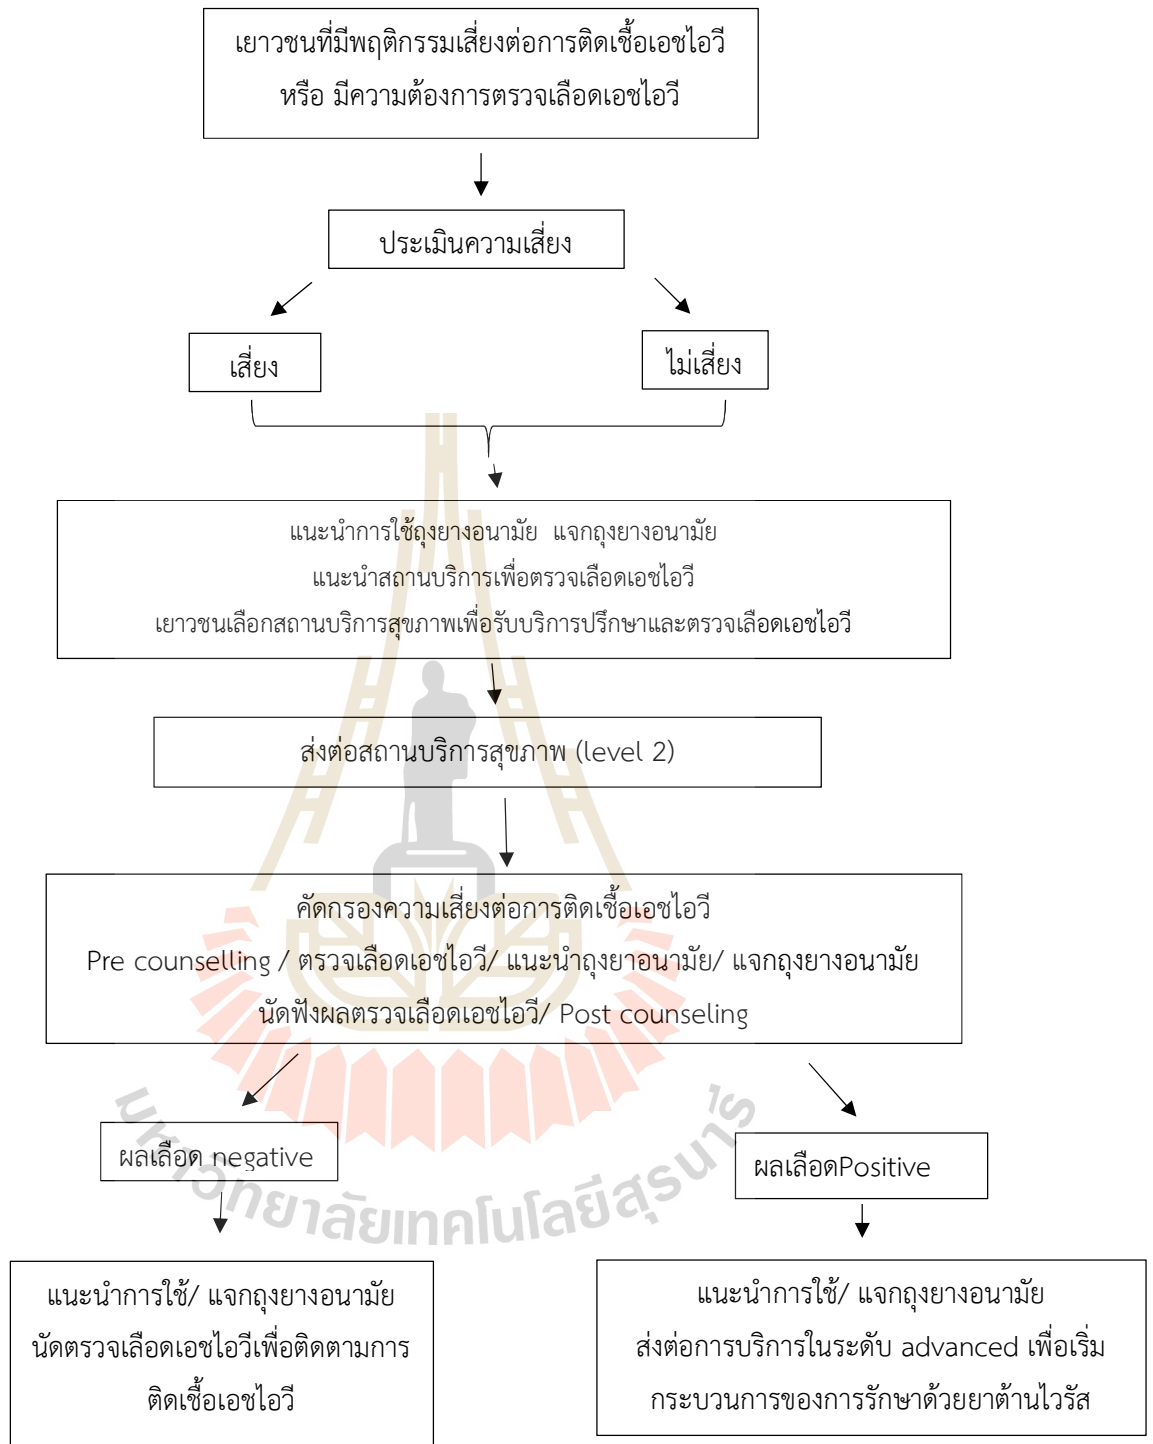 เยาวชนที่มีพฤติกรรมเสี่ยงต่อการติดเชื้อเอชไอวี
หรือ มีความต้องการตรวจเลือดเอชไอวี
ประเมินความเสี่ยง
เสี่ยง
ไม่เสี่ยง
แนะนำการใช้ถุงยางอนามัย แจกถุงยางอนามัย
แนะนำสถานบริการเพื่อตรวจเลือดเอชไอวี
เยาวชนเลือกสถานบริการสุขภาพเพื่อรับบริการปรึกษาและตรวจเลือดเอชไอวี
ส่งต่อสถานบริการสุขภาพ (level 2)
คัดกรองความเสี่ยงต่อการติดเชื้อเอชไอวี
Pre counselling / ตรวจเลือดเอชไอวี/ แนะนำถุงยาอนามัย/ แจกถุงยางอนามัย
นัดฟังผลตรวจเลือดเอชไอวี/ Post counseling
ผลเลือด negative
ผลเลือดPositive
มหาวิทยาลัยเทคโนโลยีสุรนารี
แนะนำการใช้/ แจกถุงยางอนามัย
นัดตรวจเลือดเอชไอวีเพื่อติดตามการ
ติดเชื้อเอชไอวี
แนะนำการใช้/ แจกถุงยางอนามัย
ส่งต่อการบริการในระดับ advanced เพื่อเริ่ม
กระบวนการของการรักษาด้วยยาต้านไวรัส